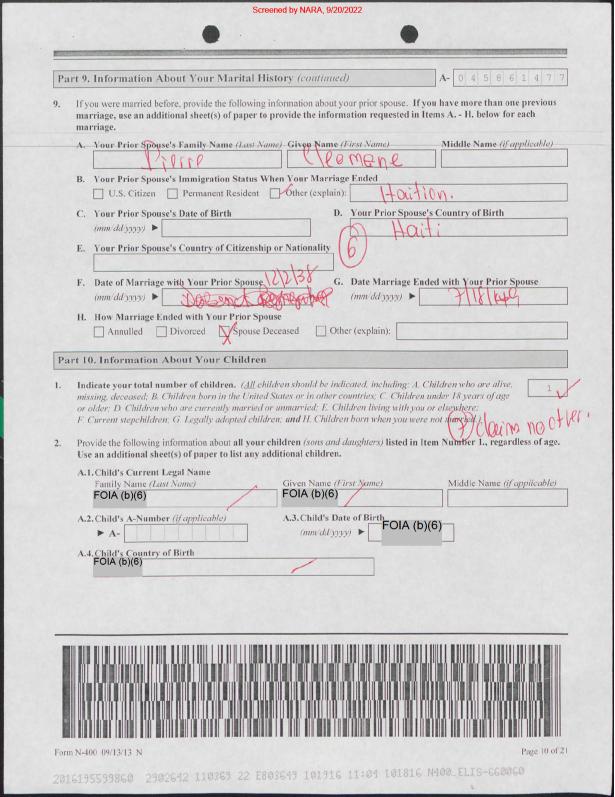 Screened by NARA, 9/20/2022
Part 9. Information About Your Marital History (continued)
A- 0 4 5 8 6 1 4 7 7
9. If you were married before, provide the following information about your prior spouse. If you have more than one previous
marriage, use an additional sheet(s) of paper to provide the information requested in Items A. - H. below for each
marriage.
A. Your Prior Spouse's Family Name (Last Name) Given Name (First Name) Middle Name (if applicable)
Pierre Cleomene
B. Your Prior Spouse's Immigration Status When Your Marriage Ended
U.S. Citizen Permanent Resident Other (explain): Haition.
C. Your Prior Spouse's Date of Birth D. Your Prior Spouse's Country of Birth
(mm/dd/yyyy) Haiti
6
E. Your Prior Spouse's Country of Citizenship or Nationality
F. Date of Marriage with Your Prior Spouse 12/2/38 G. Date Marriage Ended with Your Prior Spouse
(mm/dd/yyyy) (mm/dd/yyyy)
H. How Marriage Ended with Your Prior Spouse
Annulled Divorced Spouse Deceased Other (explain):
Part 10. Information About Your Children
1. Indicate your total number of children. (All children should be indicated, including: A. Children who are alive, 1
missing, deceased; B. Children born in the United States or in other countries; C. Children under 18 years of age
or older; D. Children who are currently married or unmarried; E. Children living with you or elsewhere;
F. Current stepchildren; G. Legally adopted children; and H. Children born when you were not married.)
7 claims no other.
2. Provide the following information about all your children (sons and daughters) listed in Item Number 1., regardless of age.
Use an additional sheet(s) of paper to list any additional children.
A.1. Child's Current Legal Name
Family Name (Last Name) Given Name (First Name) Middle Name (if applicable)
FOIA (b)(6) FOIA (b)(6)
A.2. Child's A-Number (if applicable) A.3. Child's Date of Birth
A- (mm/dd/yyyy) FOIA (b)(6)
A.4. Child's Country of Birth
FOIA (b)(6)
Form N-400 09/13/13 N Page 10 of 21
2016195599860 2902642 110369 22 E803649 101916 11:04 101816 N400_ELIS-660060